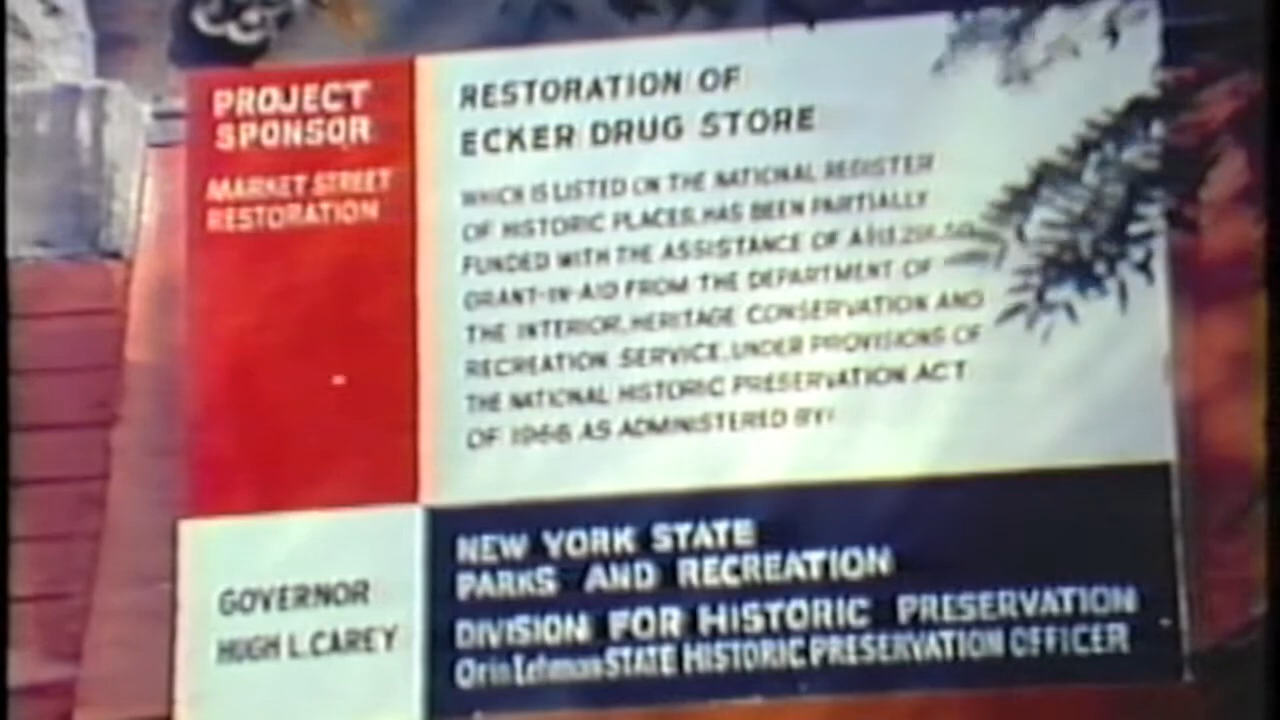 PROJECT
SPONSOR
MARKET STREET
RESTORATION
RESTORATION OF
ECKER DRUG STORE
WHICH IS LISTED ON THE NATIONAL REGISTER
OF HISTORIC PLACES, HAS BEEN PARTIALLY
FUNDED WITH THE ASSISTANCE OF A
GRANT-IN-AID FROM THE DEPARTMENT OF
THE INTERIOR, HERITAGE CONSERVATION AND
RECREATION SERVICE, UNDER PROVISIONS OF
THE NATIONAL HISTORIC PRESERVATION ACT
OF 1966 AS ADMINISTERED BY:
GOVERNOR
HUGH L. CAREY
NEW YORK STATE
PARKS AND RECREATION
DIVISION FOR HISTORIC PRESERVATION
Orin Lehman STATE HISTORIC PRESERVATION OFFICER